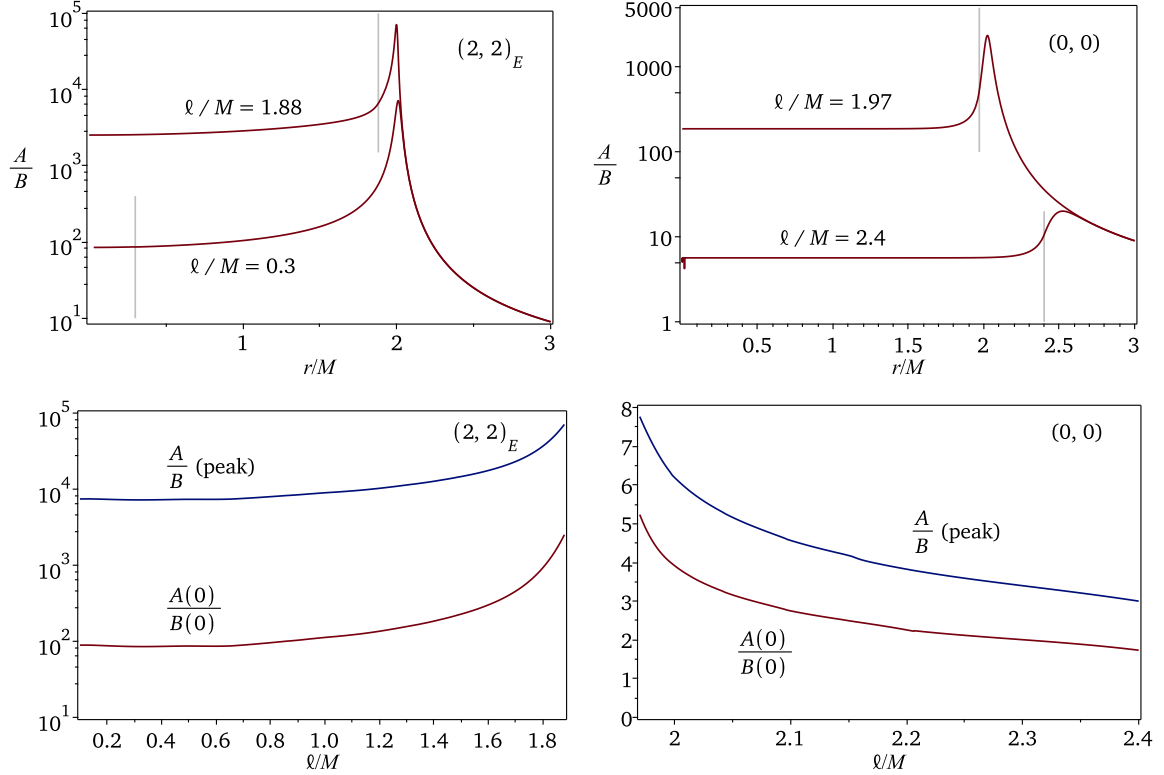 10^5
10^4
10^3
10^2
10^1
A/B
(2, 2)_E
ℓ / M = 1.88
ℓ / M = 0.3
1 2 3
r/M
5000
1000
100
10
1
A/B
(0, 0)
ℓ / M = 1.97
ℓ / M = 2.4
0.5 1 1.5 2 2.5 3
r/M
10^5
10^4
10^3
10^2
10^1
(2, 2)_E
A/B (peak)
A(0)/B(0)
0.2 0.4 0.6 0.8 1.0 1.2 1.4 1.6 1.8
ℓ/M
8
7
6
5
4
3
2
1
0
(0, 0)
A/B (peak)
A(0)/B(0)
2 2.1 2.2 2.3 2.4
ℓ/M